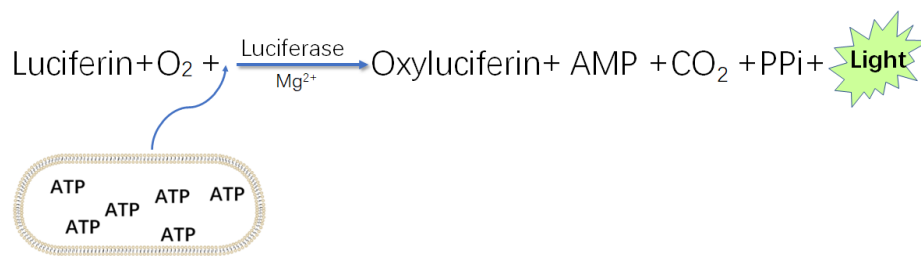 Luciferase
Luciferin+O₂ + Oxyluciferin+ AMP +CO₂ +PPi+ Light
Mg²⁺
ATP
ATP
ATP
ATP
ATP
ATP